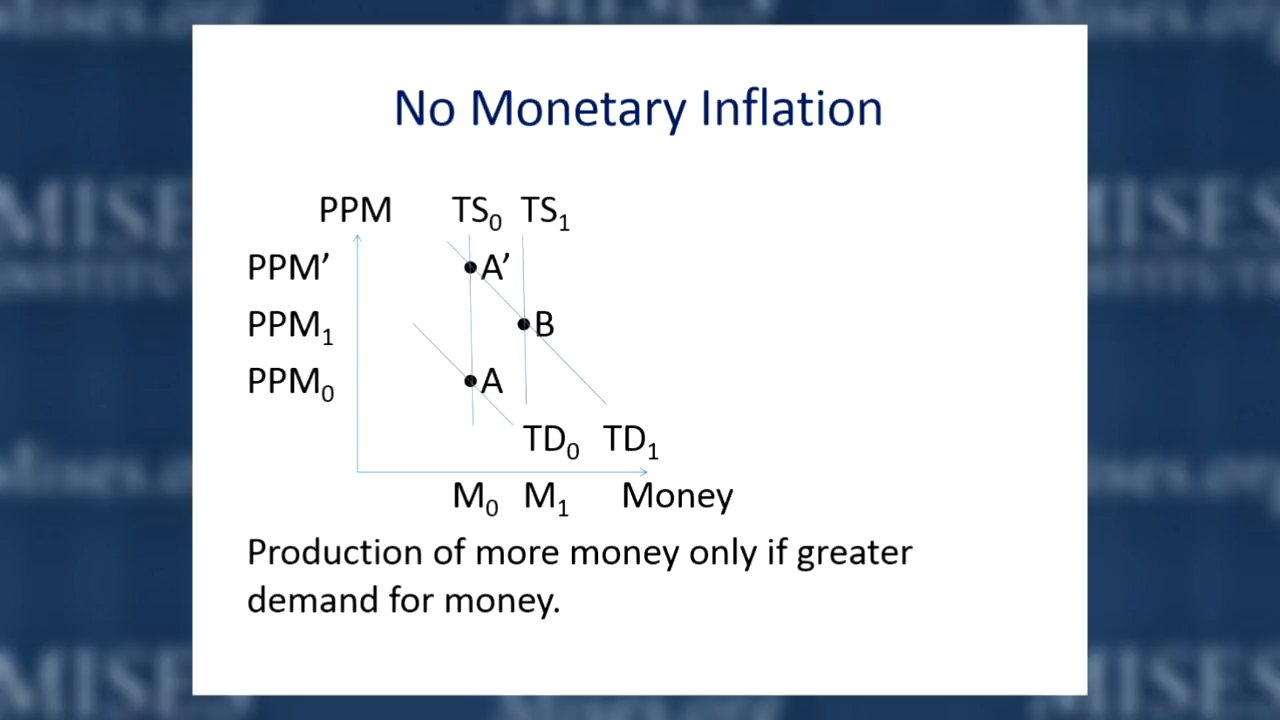 No Monetary Inflation
PPM TS₀ TS₁
PPM’ A’
PPM₁ B
PPM₀ A
TD₀ TD₁
M₀ M₁ Money
Production of more money only if greater
demand for money.